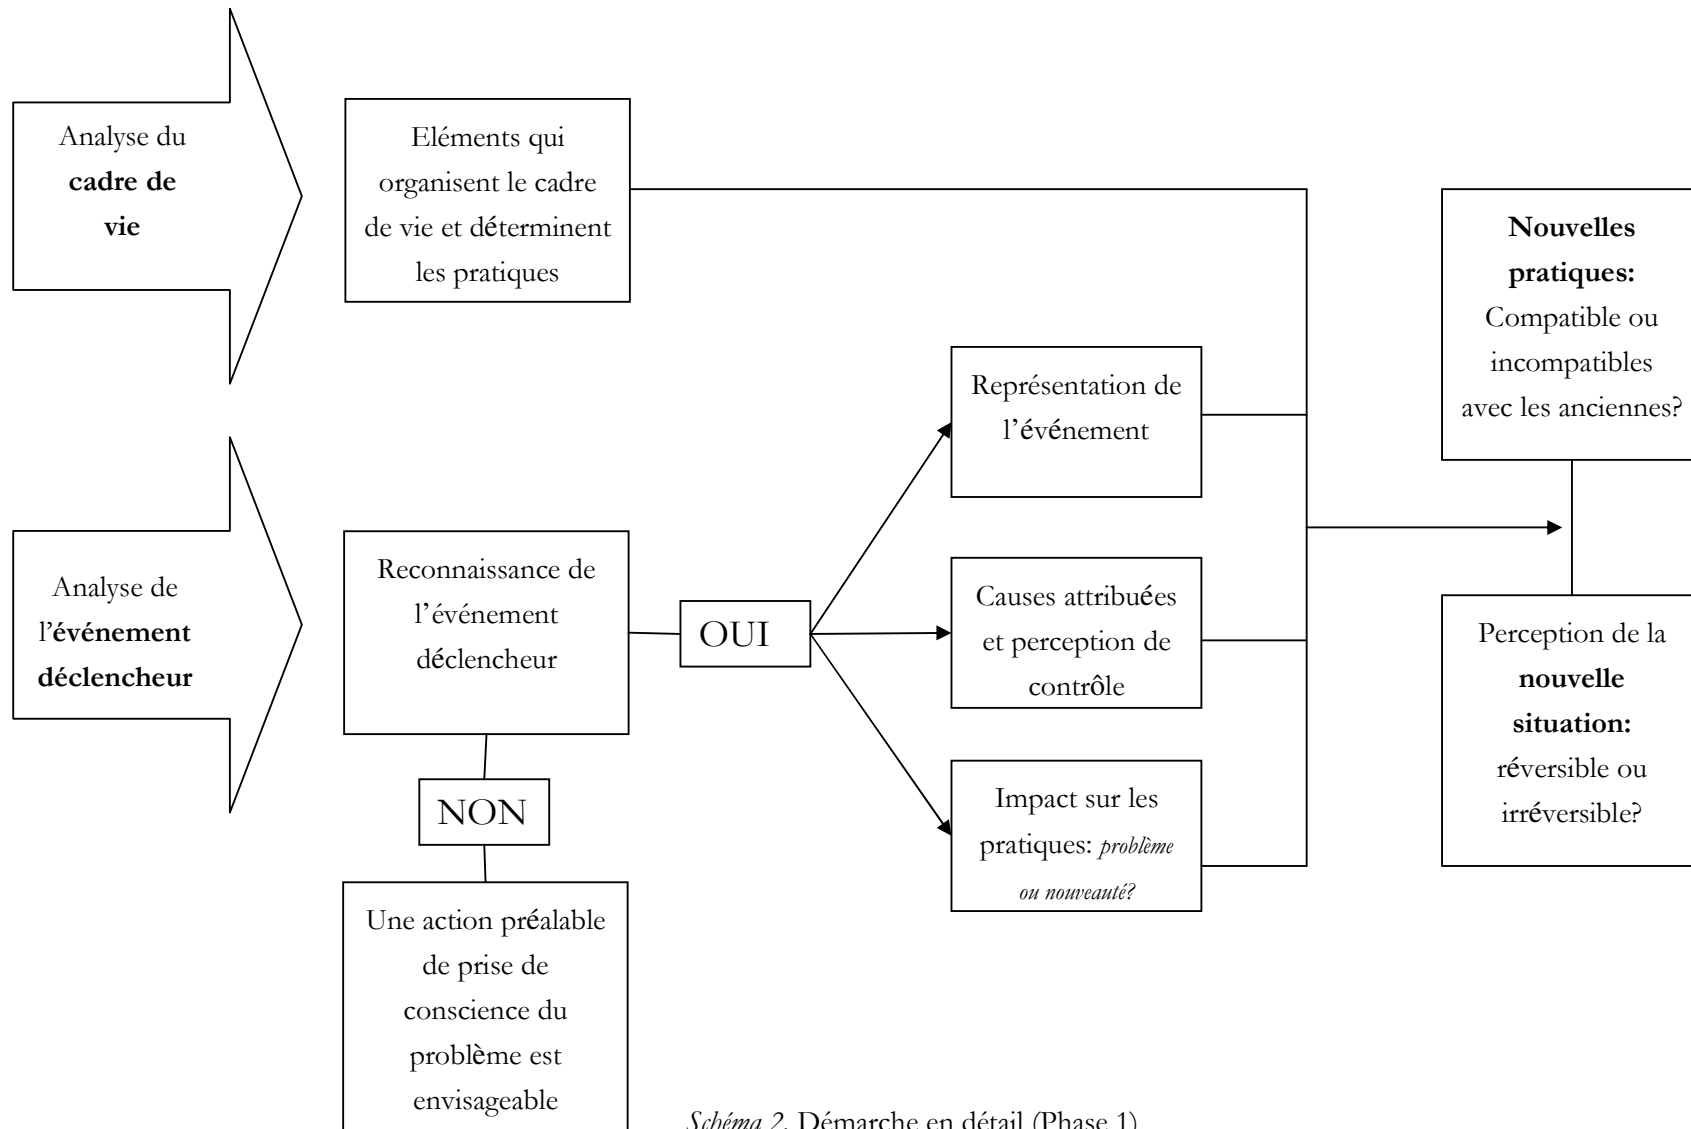 Analyse du
cadre de
vie
Eléments qui
organisent le cadre
de vie et déterminent
les pratiques
Nouvelles
pratiques:
Compatible ou
incompatibles
avec les anciennes?
Représentation de
l’événement
Analyse de
l’événement
déclencheur
Reconnaissance de
l’événement
déclencheur
OUI
Causes attribuées
et perception de
contrôle
Perception de la
nouvelle
situation:
réversible ou
irréversible?
NON
Impact sur les
pratiques: problème
ou nouveauté?
Une action préalable
de prise de
conscience du
problème est
envisageable
Schéma 2. Démarche en détail (Phase 1)